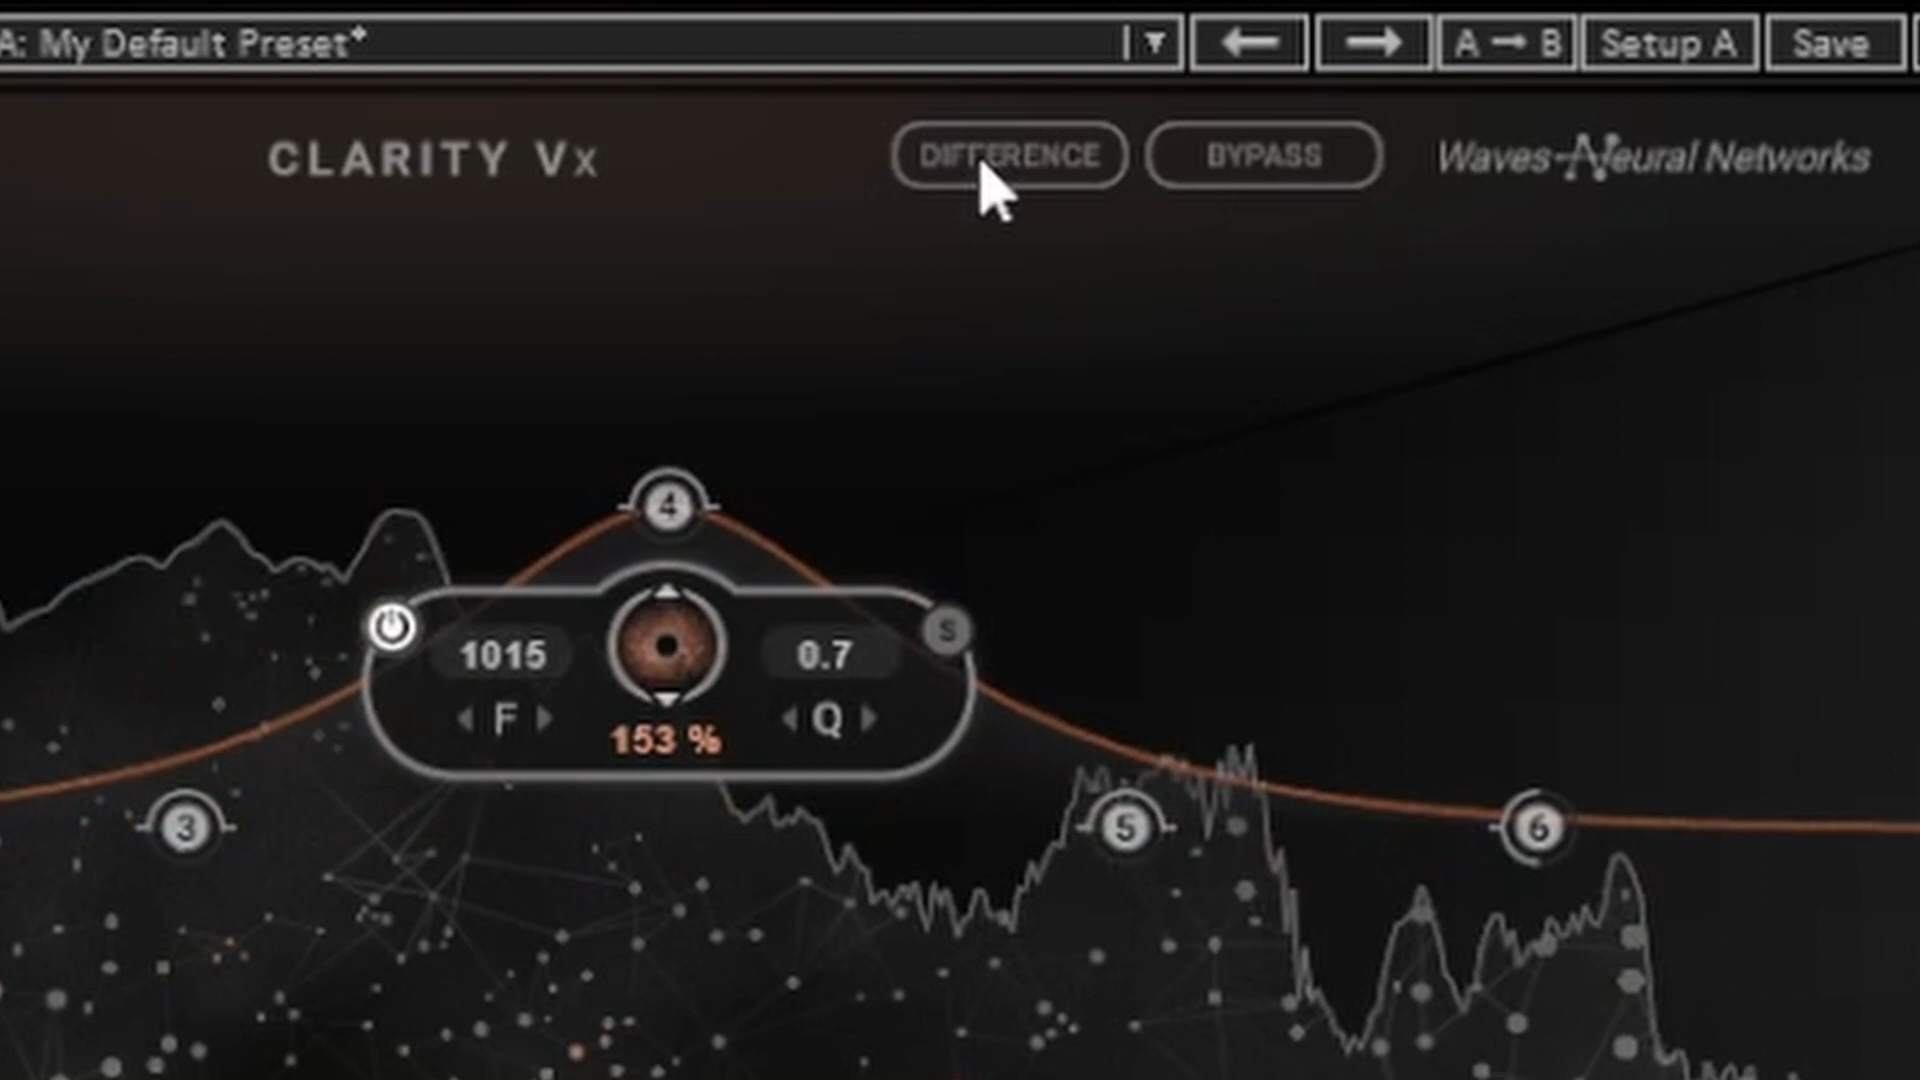 A: My Default Preset*
A → B
Setup A
Save
CLARITY Vx
DIFFERENCE
BYPASS
Waves Neural Networks
4
S
1015
0.7
F
Q
153 %
3
5
6